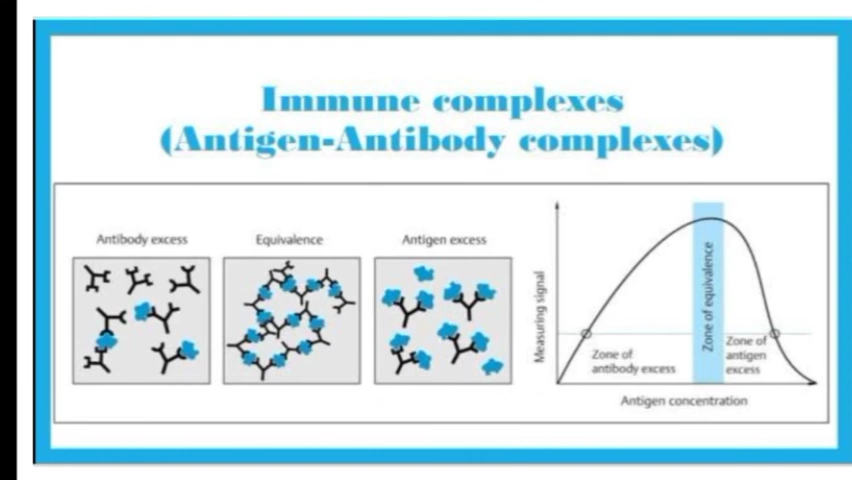 Immune complexes
(Antigen-Antibody complexes)
Antibody excess
Equivalence
Antigen excess
Measuring signal
Zone of
antibody excess
Zone of equivalence
Zone of
antigen
excess
Antigen concentration